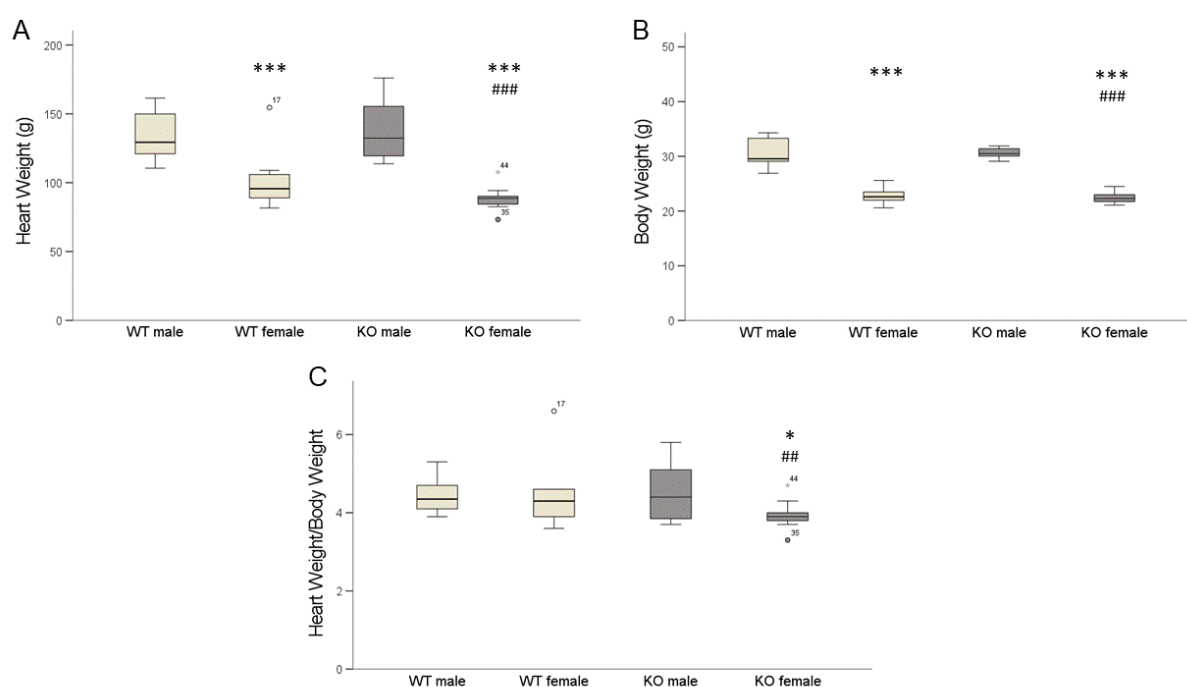 A
Heart Weight (g)
200
150
100
50
0
***
17
***
###
44
35
WT male
WT female
KO male
KO female
B
Body Weight (g)
50
40
30
20
10
0
***
***
###
WT male
WT female
KO male
KO female
C
Heart Weight/Body Weight
6
4
2
0
17
*
##
44
35
WT male
WT female
KO male
KO female